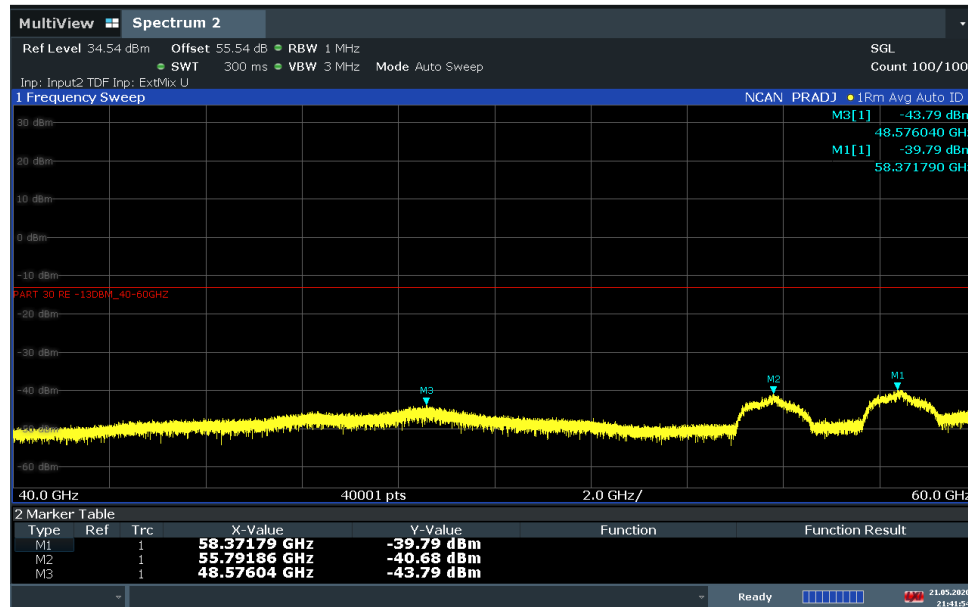 MultiView Spectrum 2
Ref Level 34.54 dBm Offset 55.54 dB RBW 1 MHz SGL
SWT 300 ms VBW 3 MHz Mode Auto Sweep Count 100/100
Inp: Input2 TDF Inp: ExtMix U
1 Frequency Sweep NCAN PRADJ 1Rm Avg Auto ID
M3[1] -43.79 dBm
48.576040 GH
M1[1] -39.79 dBm
58.371790 GH
30 dBm
20 dBm
10 dBm
0 dBm
-10 dBm
PART 30 RE -13DBM_40-60GHZ
-20 dBm
-30 dBm
-40 dBm
M3
M2
M1
-60 dBm
40.0 GHz 40001 pts 2.0 GHz/ 60.0 GH
2 Marker Table
Type Ref Trc X-Value Y-Value Function Function Result
M1 1 58.37179 GHz -39.79 dBm
M2 1 55.79186 GHz -40.68 dBm
M3 1 48.57604 GHz -43.79 dBm
Ready 21.05.2020
21:41:5